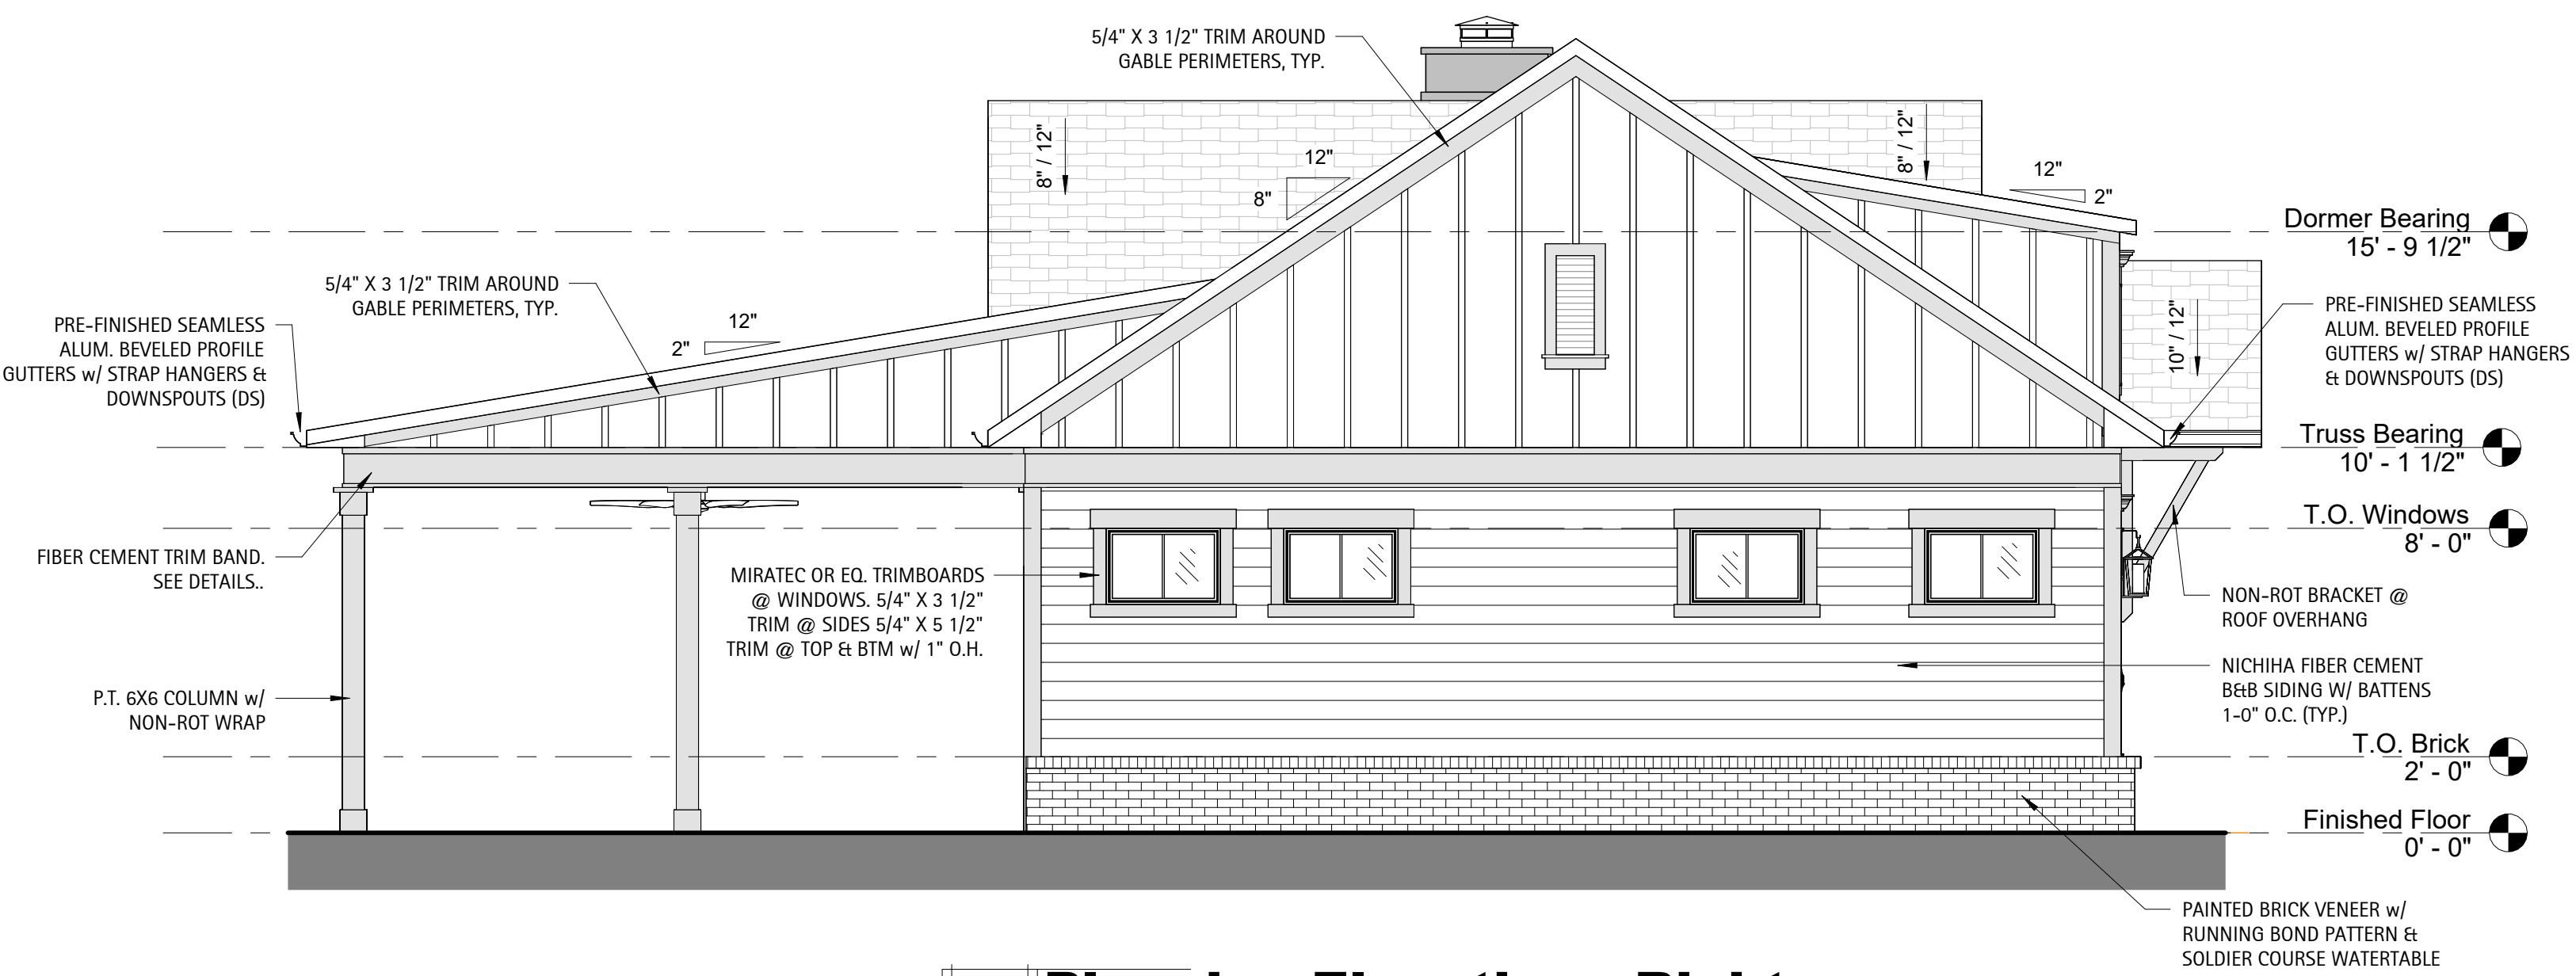 5/4" X 3 1/2" TRIM AROUND
GABLE PERIMETERS, TYP.
8" / 12"
12"
8"
8" / 12"
12"
2"
Dormer Bearing
15' - 9 1/2"
5/4" X 3 1/2" TRIM AROUND
GABLE PERIMETERS, TYP.
PRE-FINISHED SEAMLESS
ALUM. BEVELED PROFILE
GUTTERS w/ STRAP HANGERS &
DOWNSPOUTS (DS)
12"
2"
10" / 12"
PRE-FINISHED SEAMLESS
ALUM. BEVELED PROFILE
GUTTERS w/ STRAP HANGERS
& DOWNSPOUTS (DS)
Truss Bearing
10' - 1 1/2"
T.O. Windows
8' - 0"
FIBER CEMENT TRIM BAND.
SEE DETAILS..
MIRATEC OR EQ. TRIMBOARDS
@ WINDOWS. 5/4" X 3 1/2"
TRIM @ SIDES 5/4" X 5 1/2"
TRIM @ TOP & BTM w/ 1" O.H.
NON-ROT BRACKET @
ROOF OVERHANG
P.T. 6X6 COLUMN w/
NON-ROT WRAP
NICHIHA FIBER CEMENT
B&B SIDING W/ BATTENS
1-0" O.C. (TYP.)
T.O. Brick
2' - 0"
Finished Floor
0' - 0"
PAINTED BRICK VENEER w/
RUNNING BOND PATTERN &
SOLDIER COURSE WATERTABLE